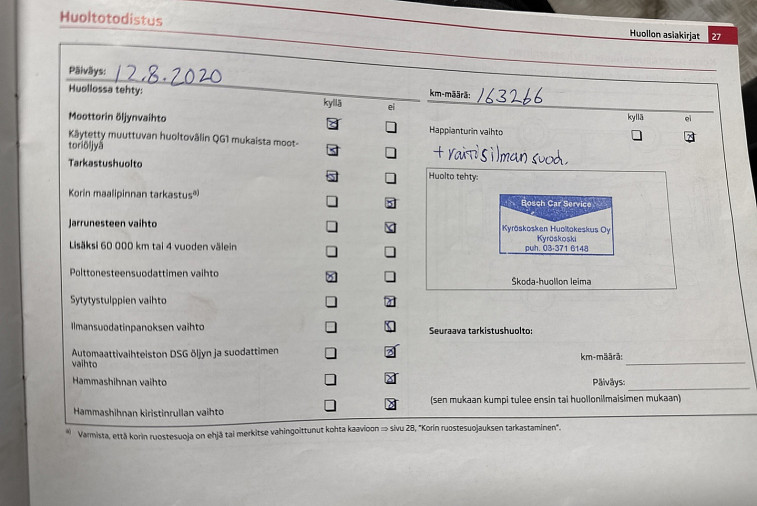 Huoltotodistus
Huollon asiakirjat 27
Päiväys: 12.8.2020
Huollossa tehty:
kyllä ei
Moottorin öljynvaihto
Käytetty muuttuvan huoltovälin QG1 mukaista moot-
toriöljyä
Tarkastushuolto
Korin maalipinnan tarkastus a)
Jarrunesteen vaihto
Lisäksi 60 000 km tai 4 vuoden välein
Polttonesteensuodattimen vaihto
Sytytystulppien vaihto
Ilmansuodatinpanoksen vaihto
Automaattivaihteiston DSG öljyn ja suodattimen
vaihto
Hammashihnan vaihto
Hammashihnan kiristinrullan vaihto
km-määrä: 163266
kyllä ei
Happianturin vaihto
+ raitisilman suod.
Huolto tehty:
Bosch Car Service
Kyröskosken Huoltokeskus Oy
Kyröskoski
puh. 03-371 6148
Škoda-huollon leima
Seuraava tarkistushuolto:
km-määrä:
Päiväys:
(sen mukaan kumpi tulee ensin tai huollonilmaisimen mukaan)
a) Varmista, että korin ruostesuoja on ehjä tai merkitse vahingoittunut kohta kaavioon ⇒ sivu 28, "Korin ruostesuojauksen tarkastaminen".